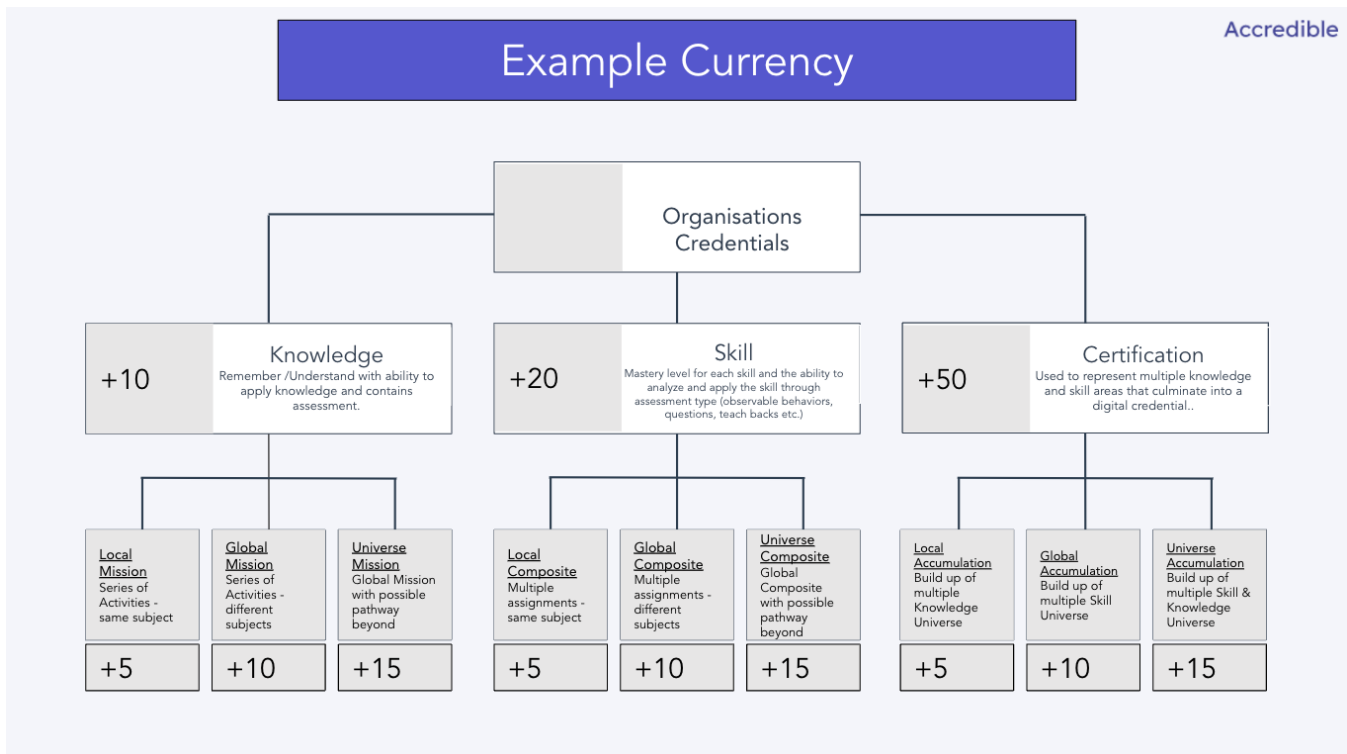 Accredible
Example Currency
Organisations
Credentials
+10
Knowledge
Remember /Understand with ability to
apply knowledge and contains
assessment.
+20
Skill
Mastery level for each skill and the ability to
analyze and apply the skill through
assessment type (observable behaviors,
questions, teach backs etc.)
+50
Certification
Used to represent multiple knowledge
and skill areas that culminate into a
digital credential..
Local
Mission
Series of
Activities -
same subject
+5
Global
Mission
Series of
Activities -
different
subjects
+10
Universe
Mission
Global Mission
with possible
pathway
beyond
+15
Local
Composite
Multiple
assignments -
same subject
+5
Global
Composite
Multiple
assignments -
different
subjects
+10
Universe
Composite
Global
Composite
with possible
pathway
beyond
+15
Local
Accumulation
Build up of
multiple
Knowledge
Universe
+5
Global
Accumulation
Build up of
multiple Skill
Universe
+10
Universe
Accumulation
Build up of
multiple Skill &
Knowledge
Universe
+15